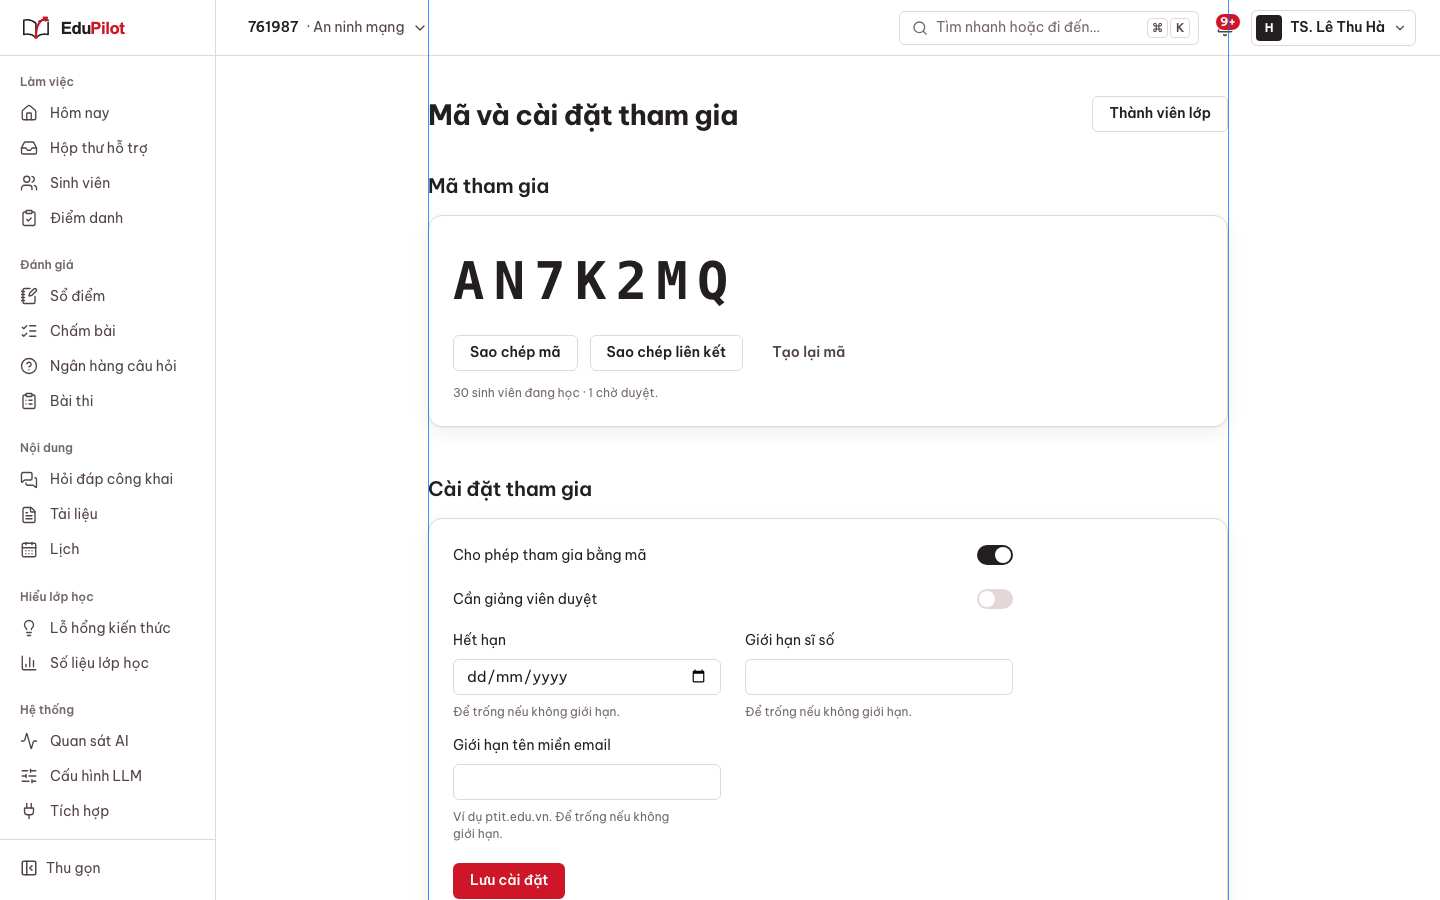 EduPilot
761987 · An ninh mạng
Tìm nhanh hoặc đi đến...
⌘ K
9+
H
TS. Lê Thu Hà
Làm việc
Hôm nay
Hộp thư hỗ trợ
Sinh viên
Điểm danh
Đánh giá
Sổ điểm
Chấm bài
Ngân hàng câu hỏi
Bài thi
Nội dung
Hỏi đáp công khai
Tài liệu
Lịch
Hiểu lớp học
Lỗ hổng kiến thức
Số liệu lớp học
Hệ thống
Quan sát AI
Cấu hình LLM
Tích hợp
Thu gọn
Mã và cài đặt tham gia
Thành viên lớp
Mã tham gia
AN7K2MQ
Sao chép mã
Sao chép liên kết
Tạo lại mã
30 sinh viên đang học · 1 chờ duyệt.
Cài đặt tham gia
Cho phép tham gia bằng mã
Cần giảng viên duyệt
Hết hạn
dd/mm/yyyy
Để trống nếu không giới hạn.
Giới hạn sĩ số
Để trống nếu không giới hạn.
Giới hạn tên miền email
Ví dụ ptit.edu.vn. Để trống nếu không
giới hạn.
Lưu cài đặt